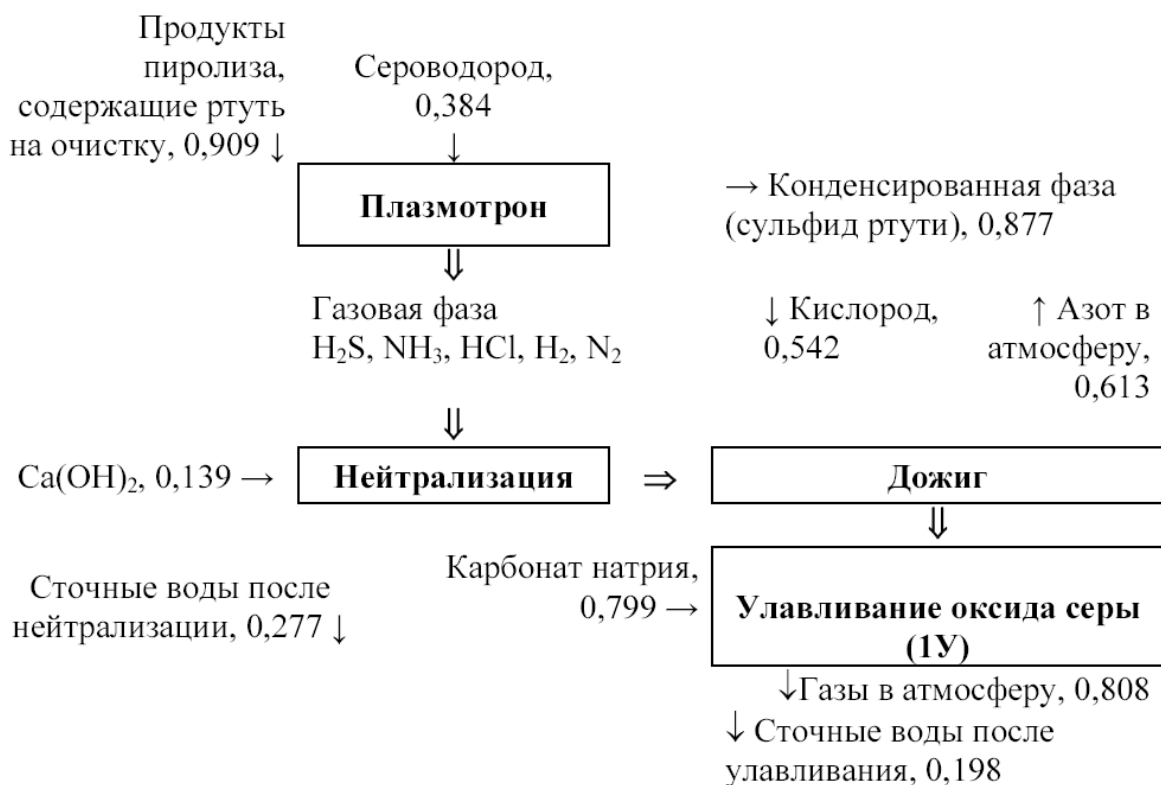 Продукты
пиролиза,
содержащие ртуть
на очистку, 0,909 ↓
Сероводород,
0,384
↓
Плазмотрон
→ Конденсированная фаза
(сульфид ртути), 0,877
⇓
Газовая фаза
H₂S, NH₃, HCl, H₂, N₂
↓ Кислород,
0,542
↑ Азот в
атмосферу,
0,613
⇓
Ca(OH)₂, 0,139 →
Нейтрализация
⇒
Дожиг
⇓
Сточные воды после
нейтрализации, 0,277 ↓
Карбонат натрия,
0,799 →
Улавливание оксида серы
(1У)
↓Газы в атмосферу, 0,808
↓ Сточные воды после
улавливания, 0,198